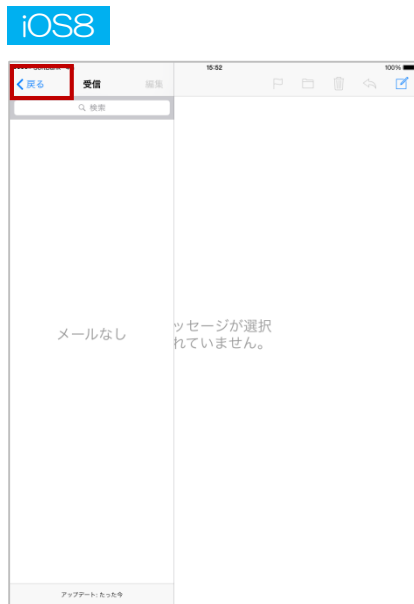 iOS8
15:52
100%
戻る
受信
編集
検索
メールなし
ッセージが選択
れていません。
アップデート: たった今